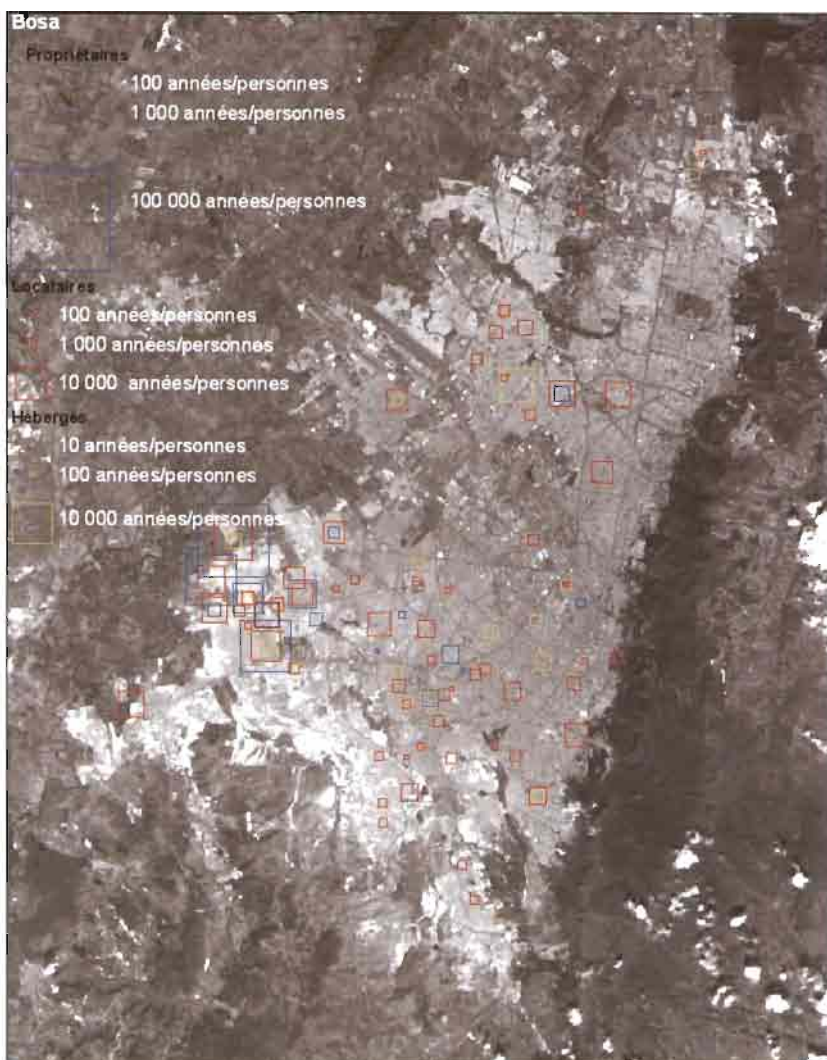 Bosa
Propriétaires
100 années/personnes
1 000 années/personnes
100 000 années/personnes
Locataires
100 années/personnes
1 000 années/personnes
10 000 années/personnes
Hébergés
10 années/personnes
100 années/personnes
10 000 années/personnes